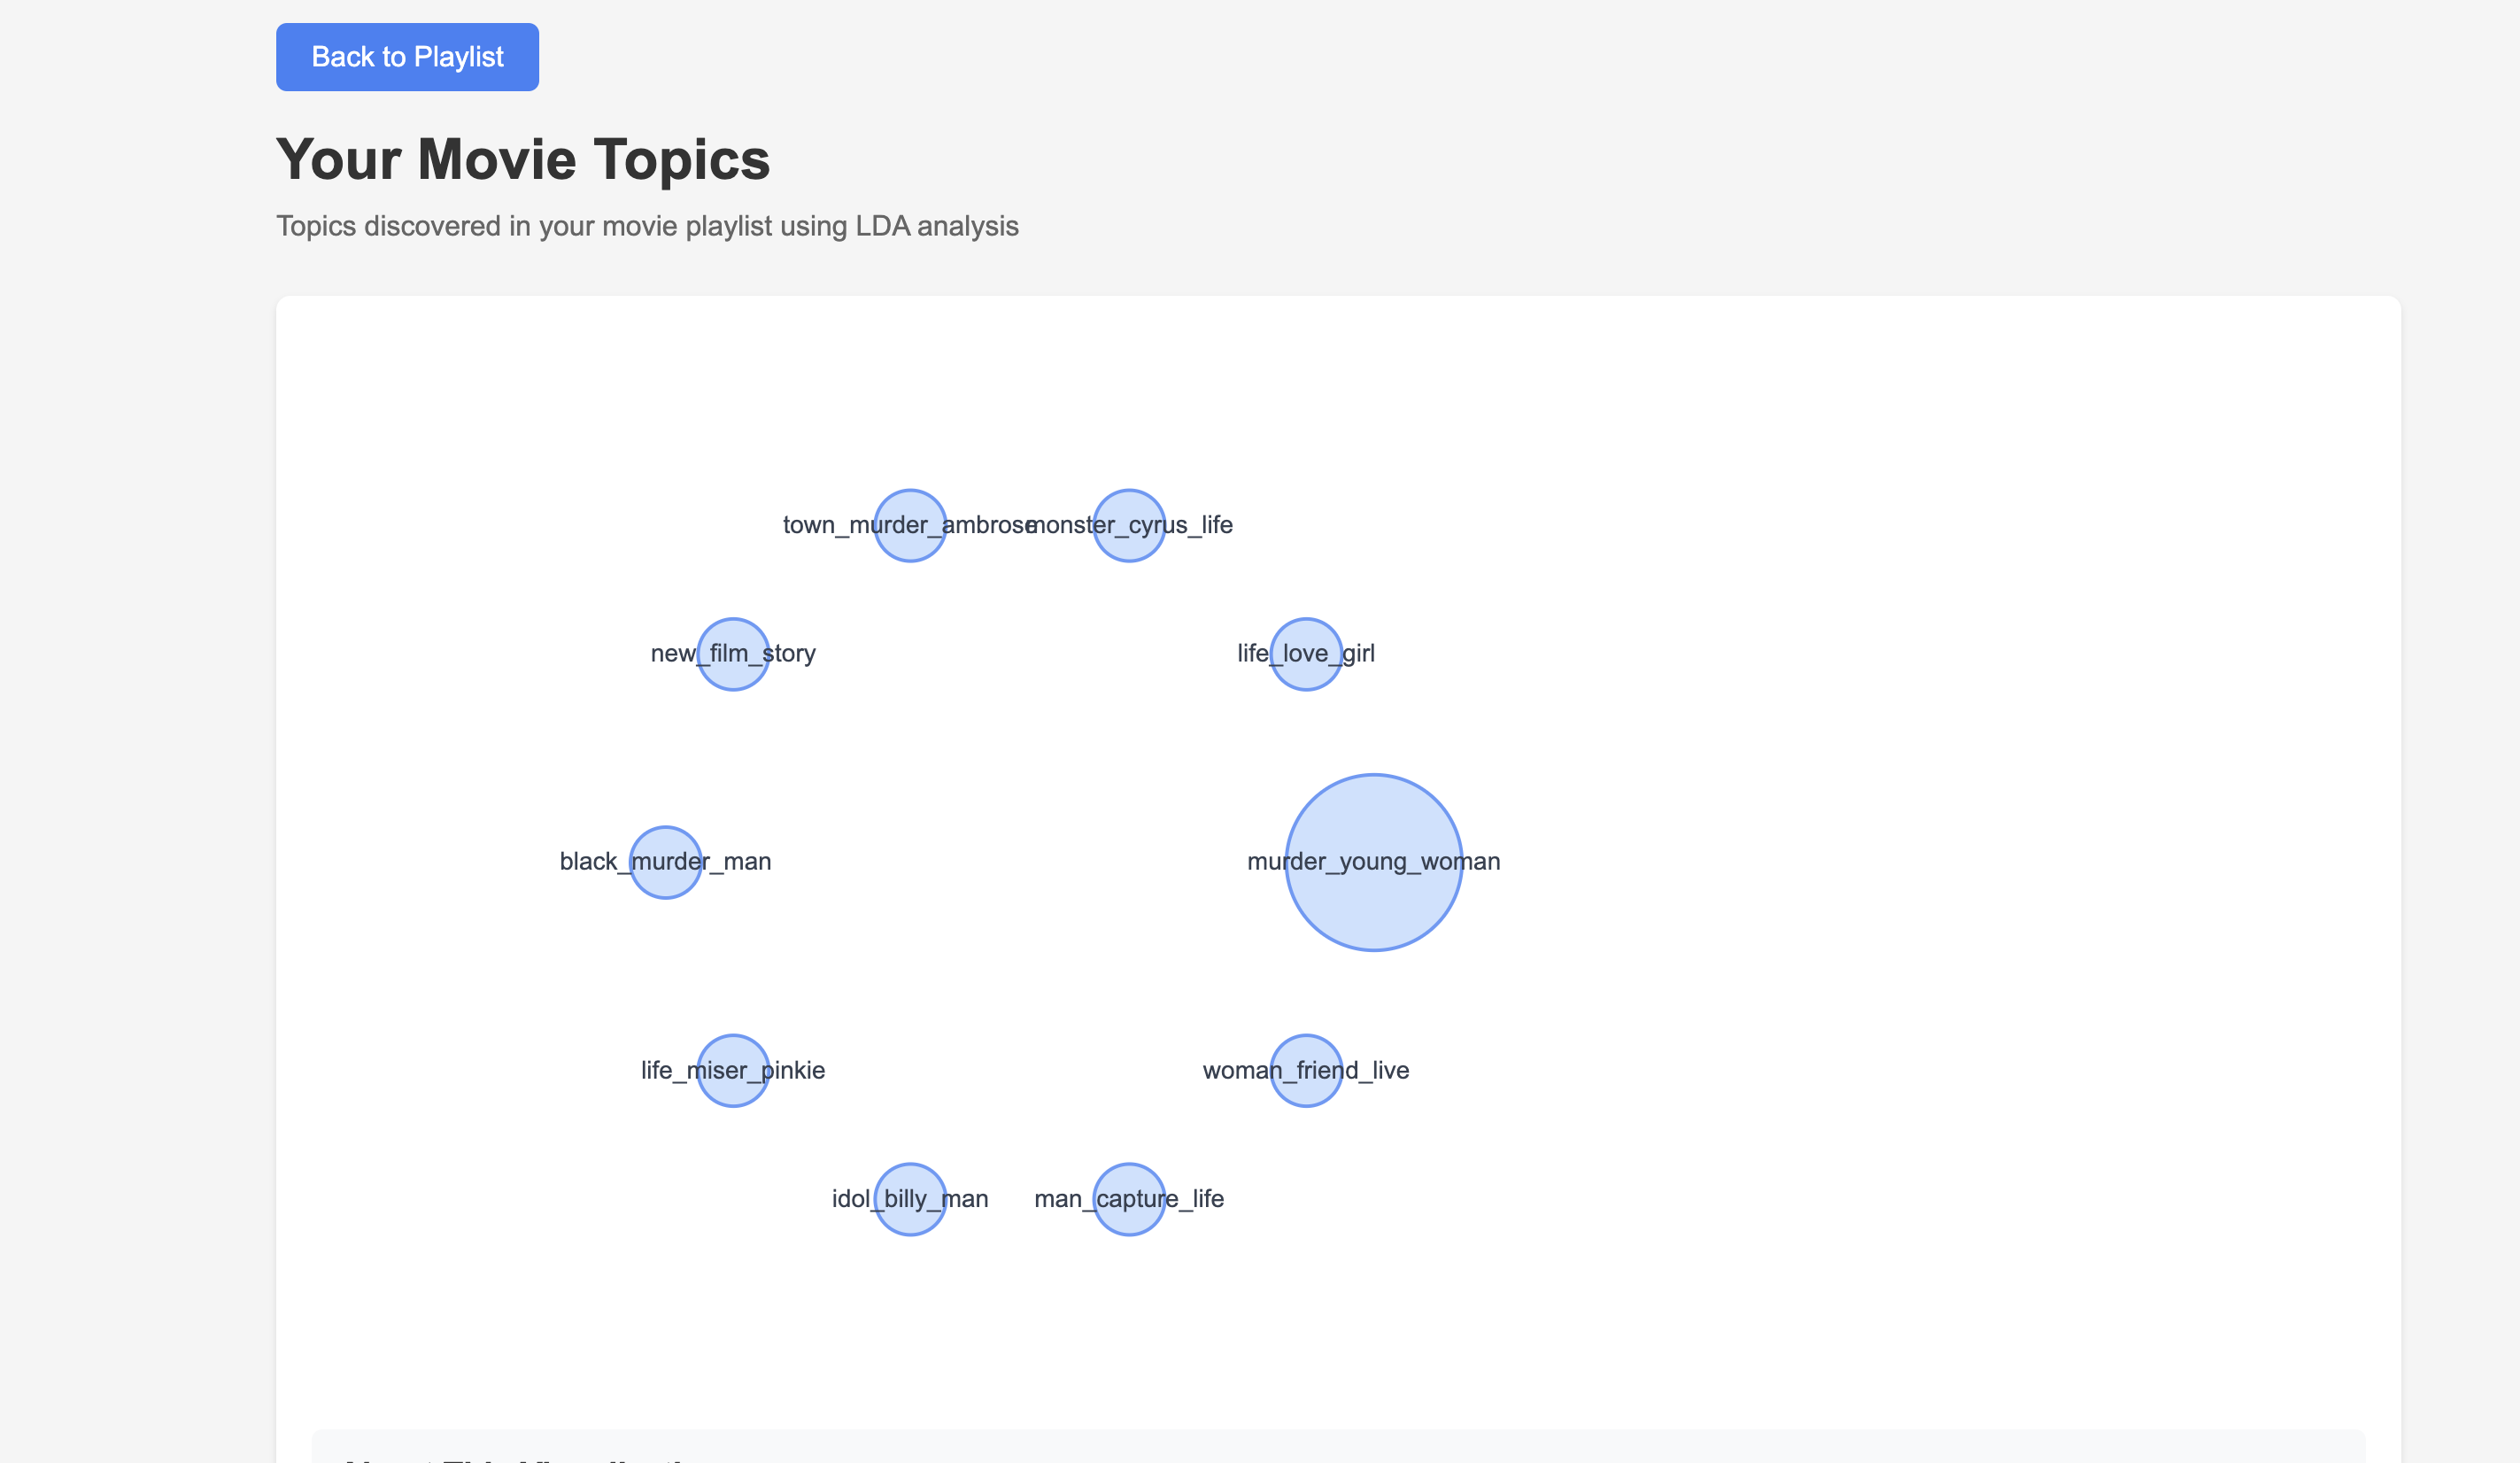 Back to Playlist
Your Movie Topics
Topics discovered in your movie playlist using LDA analysis
town_murder_ambrose
monster_cyrus_life
new_film_story
life_love_girl
black_murder_man
murder_young_woman
life_miser_pinkie
woman_friend_live
idol_billy_man
man_capture_life